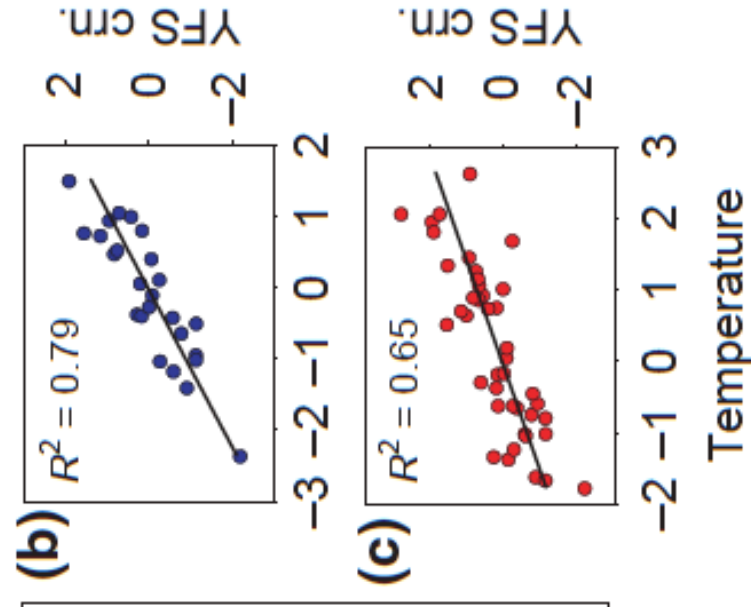 (b)
R² = 0.79
YFS crn.
2
0
−2
−3 −2 −1 0 1 2
(c)
R² = 0.65
YFS crn.
2
0
−2
−2 −1 0 1 2 3
Temperature